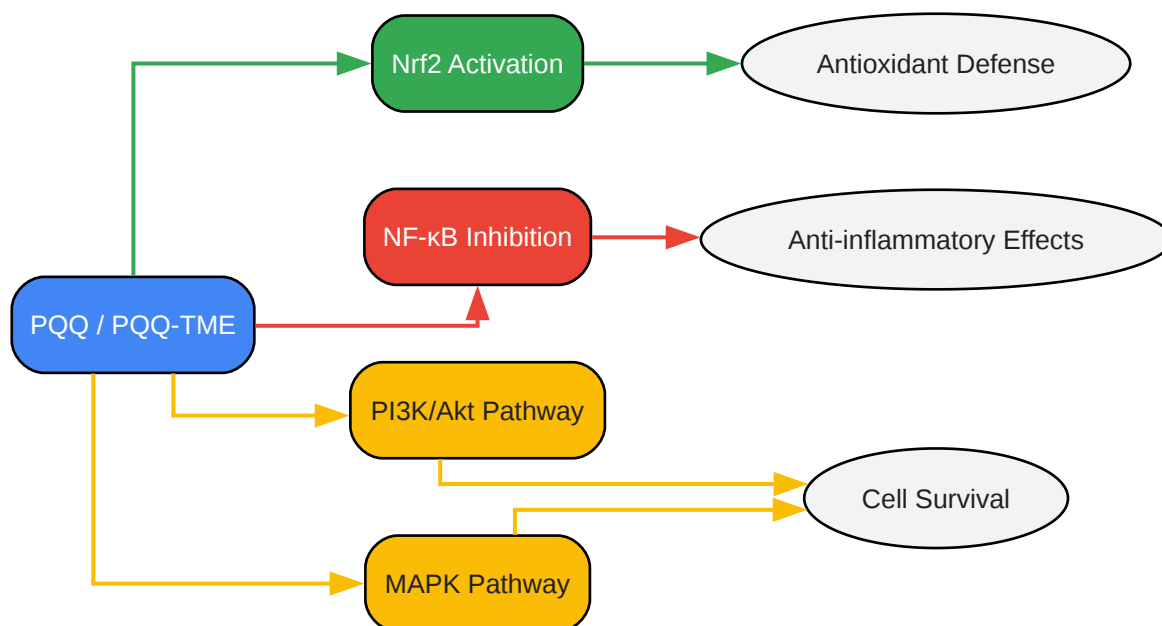 Nrf2 Activation
Antioxidant Defense
NF-κB Inhibition
Anti-inflammatory Effects
PQQ / PQQ-TME
PI3K/Akt Pathway
Cell Survival
MAPK Pathway